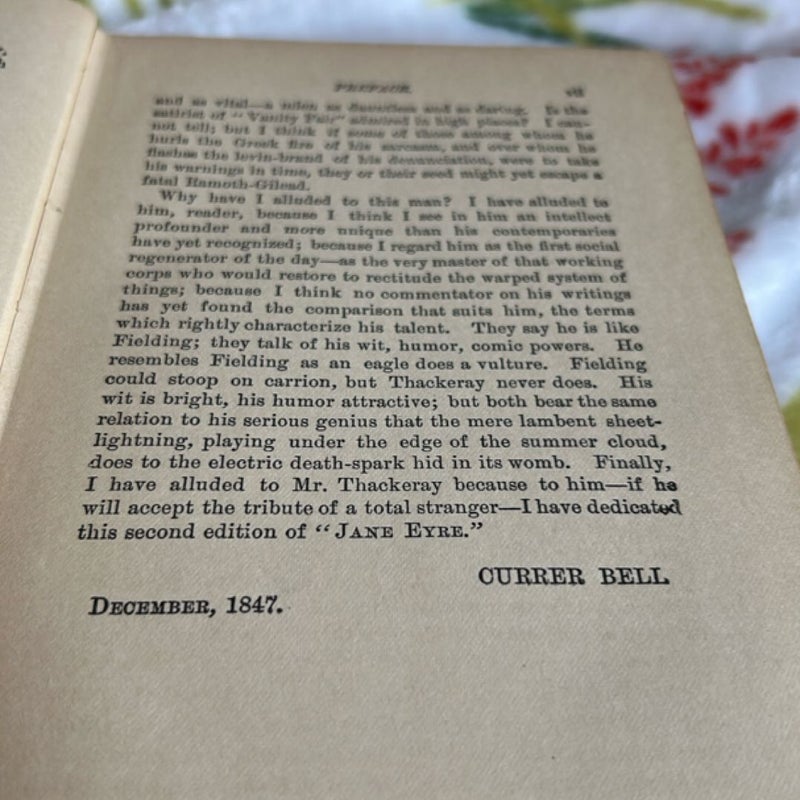 PREFACE. vii
and as vital—a mien as dauntless and as daring. Is the
satirist of "Vanity Fair" admired in high places? I can-
not tell; but I think if some of those among whom he
hurls the Greek fire of his sarcasm, and over whom he
flashes the levin-brand of his denunciation, were to take
his warnings in time, they or their seed might yet escape a
fatal Ramoth-Gilead.
Why have I alluded to this man? I have alluded to
him, reader, because I think I see in him an intellect
profounder and more unique than his contemporaries
have yet recognized; because I regard him as the first social
regenerator of the day—as the very master of that working
corps who would restore to rectitude the warped system of
things; because I think no commentator on his writings
has yet found the comparison that suits him, the terms
which rightly characterize his talent. They say he is like
Fielding; they talk of his wit, humor, comic powers. He
resembles Fielding as an eagle does a vulture. Fielding
could stoop on carrion, but Thackeray never does. His
wit is bright, his humor attractive; but both bear the same
relation to his serious genius that the mere lambent sheet-
lightning, playing under the edge of the summer cloud,
does to the electric death-spark hid in its womb. Finally,
I have alluded to Mr. Thackeray because to him—if he
will accept the tribute of a total stranger—I have dedicated
this second edition of "JANE EYRE."
CURRER BELL
DECEMBER, 1847.